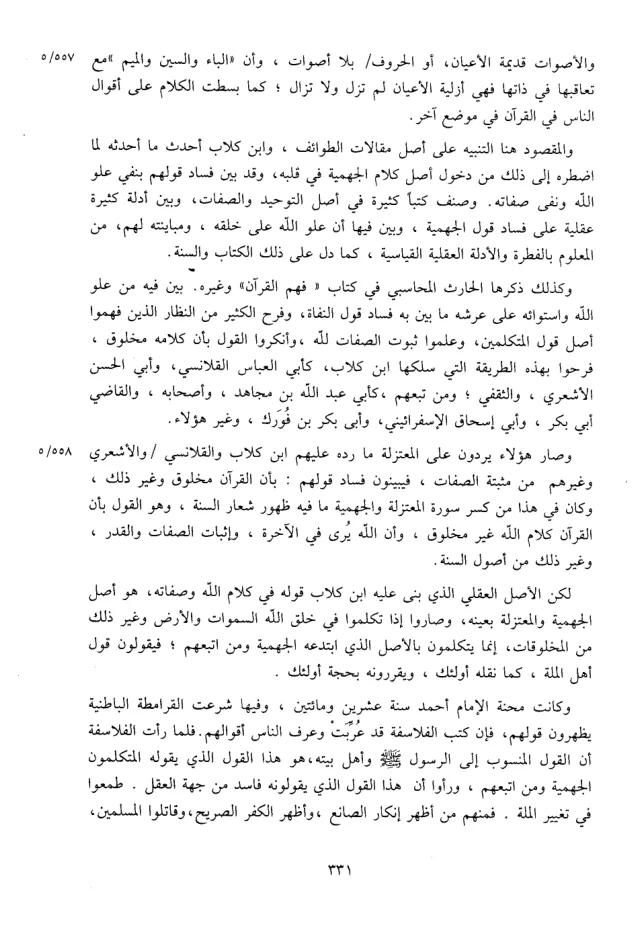 والأصوات قديمة الأعيان، أو الحروف/ بلا أصوات ، وأن «الباء والسين والميم »مع ٥/٥٥٧
تعاقبها في ذاتها فهي أزلية الأعيان لم تزل ولا تزال ؛ كما بسطت الكلام على أقوال
الناس في القرآن في موضع آخر.
والمقصود هنا التنبيه على أصل مقالات الطوائف ، وابن كلاب أحدث ما أحدثه لما
اضطره إلى ذلك من دخول أصل كلام الجهمية في قلبه، وقد بين فساد قولهم بنفي علو
الله ونفى صفاته. وصنف كتباً كثيرة في أصل التوحيد والصفات، وبين أدلة كثيرة
عقلية على فساد قول الجهمية ، وبين فيها أن علو الله على خلقه ، ومباينته لهم، من
المعلوم بالفطرة والأدلة العقلية القياسية ، كما دل على ذلك الكتاب والسنة.
وكذلك ذكرها الحارث المحاسبي في كتاب « فهم القرآن» وغيره. بين فيه من علو
الله واستوائه على عرشه ما بين به فساد قول النفاة، وفرح الكثير من النظار الذين فهموا
أصل قول المتكلمين، وعلموا ثبوت الصفات لله ،وأنكروا القول بأن كلامه مخلوق ،
فرحوا بهذه الطريقة التي سلكها ابن كلاب، كأبي العباس القلانسي، وأبي الحسن
الأشعري ، والثقفي ؛ ومن تبعهم ،كأبي عبد الله بن مجاهد ، وأصحابه ، والقاضي
أبي بكر ، وأبي إسحاق الإسفرائيني، وأبى بكر بن فُورَك ، وغير هؤلاء.
وصار هؤلاء يردون على المعتزلة ما رده عليهم ابن كلاب والقلانسي /والأشعري ٥/٥٥٨
وغيرهم من مثبتة الصفات ، فيبينون فساد قولهم : بأن القرآن مخلوق وغير ذلك ،
وكان في هذا من كسر سورة المعتزلة والجهمية ما فيه ظهور شعار السنة ، وهو القول بأن
القرآن كلام الله غير مخلوق ، وأن الله يُرى في الآخرة ، وإثبات الصفات والقدر ،
وغير ذلك من أصول السنة.
لكن الأصل العقلي الذي بنى عليه ابن كلاب قوله في كلام الله وصفاته، هو أصل
الجهمية والمعتزلة بعينه، وصاروا إذا تكلموا في خلق الله السموات والأرض وغير ذلك
من المخلوقات، إنما يتكلمون بالأصل الذي ابتدعه الجهمية ومن اتبعهم ؛ فيقولون قول
أهل الملة ، كما نقله أولئك ، ويقررونه بحجة أولئك .
وكانت محنة الإمام أحمد سنة عشرين ومائتين ، وفيها شرعت القرامطة الباطنية
يظهرون قولهم، فإن كتب الفلاسفة قد عُرِّبَتْ وعرف الناس أقوالهم.فلما رأت الفلاسفة
أن القول المنسوب إلى الرسول ﷺ وأهل بيته،هو هذا القول الذي يقوله المتكلمون
الجهمية ومن اتبعهم ، ورأوا أن هذا القول الذي يقولونه فاسد من جهة العقل . طمعوا
في تغيير الملة . فمنهم من أظهر إنكار الصانع ،وأظهر الكفر الصريح،وقاتلوا المسلمين،
٣٣١